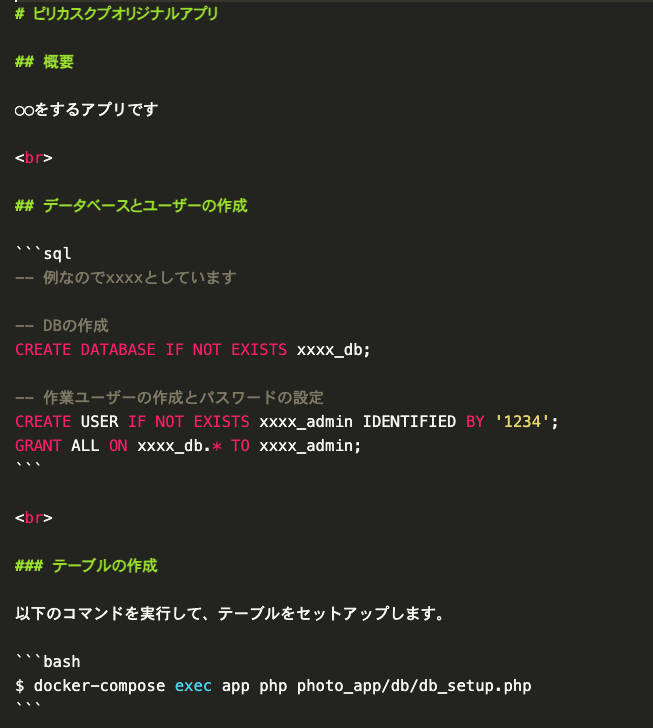 # ピリカスクプオリジナルアプリ
## 概要
○○をするアプリです
<br>
## データベースとユーザーの作成
```sql
-- 例なのでxxxxとしています
-- DBの作成
CREATE DATABASE IF NOT EXISTS xxxx_db;
-- 作業ユーザーの作成とパスワードの設定
CREATE USER IF NOT EXISTS xxxx_admin IDENTIFIED BY '1234';
GRANT ALL ON xxxx_db.* TO xxxx_admin;
```
<br>
### テーブルの作成
以下のコマンドを実行して、テーブルをセットアップします。
```bash
$ docker-compose exec app php photo_app/db/db_setup.php
```